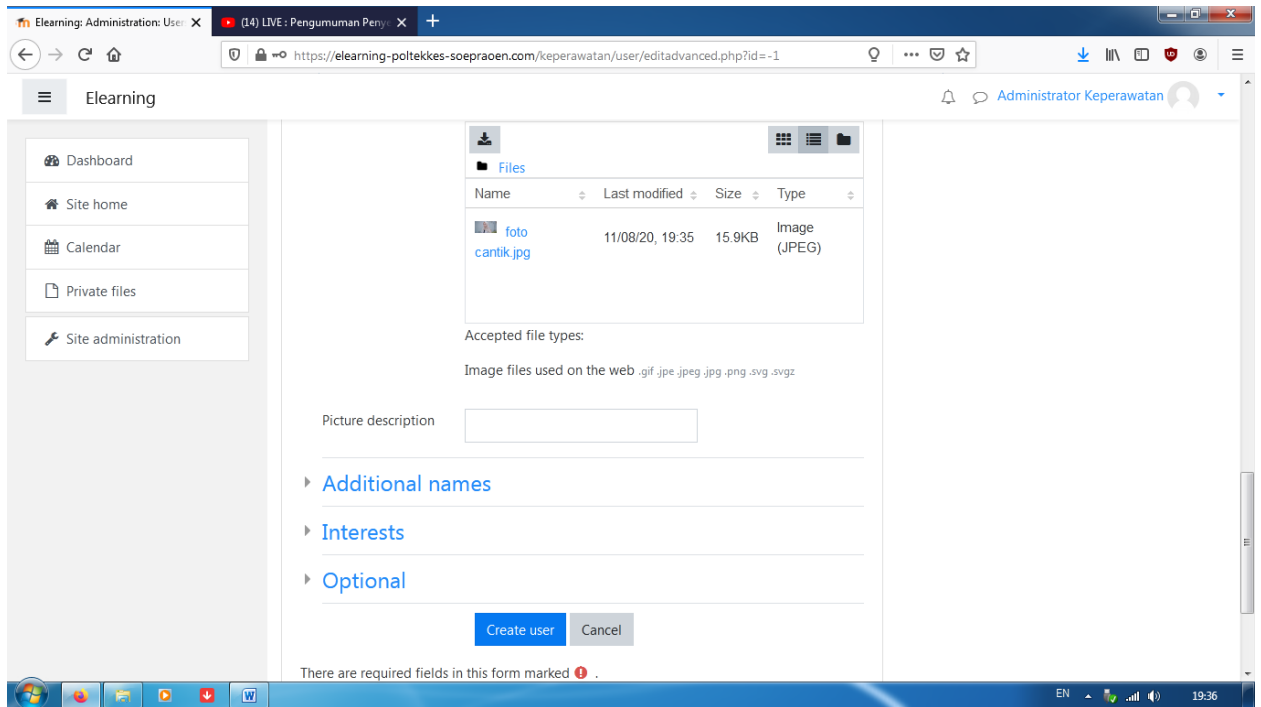 Elearning: Administration: User
(14) LIVE : Pengumuman Penye
https://elearning-poltekkes-soepraoen.com/keperawatan/user/editadvanced.php?id=-1
Elearning
Administrator Keperawatan
Dashboard
Site home
Calendar
Private files
Site administration
Files
Name Last modified Size Type
foto cantik.jpg 11/08/20, 19:35 15.9KB Image (JPEG)
Accepted file types:
Image files used on the web .gif .jpe .jpeg .jpg .png .svg .svgz
Picture description
Additional names
Interests
Optional
Create user Cancel
There are required fields in this form marked .
EN 19:36